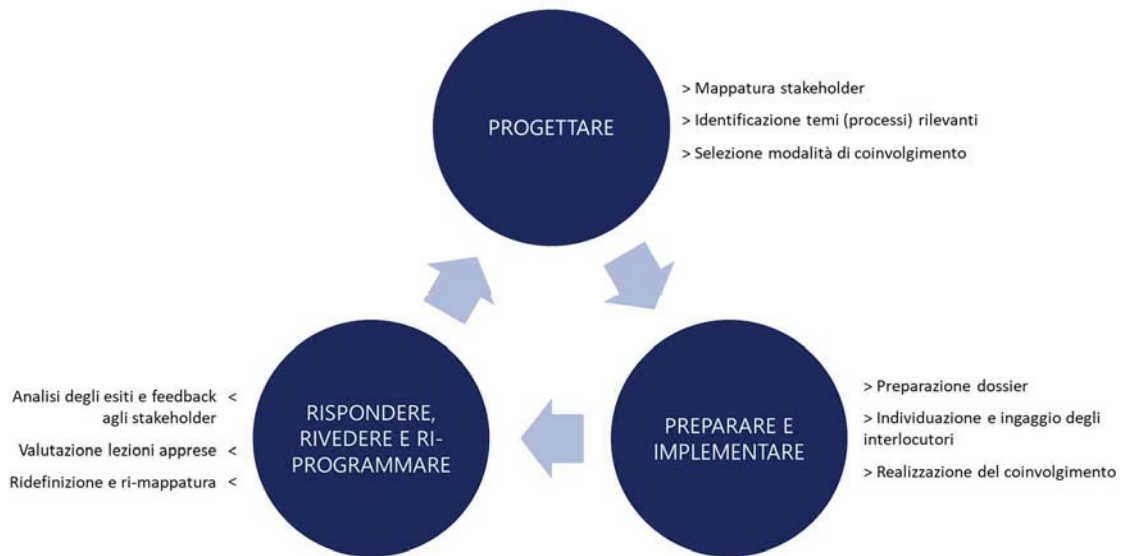 PROGETTARE
> Mappatura stakeholder
> Identificazione temi (processi) rilevanti
> Selezione modalità di coinvolgimento
PREPARARE E
IMPLEMENTARE
> Preparazione dossier
> Individuazione e ingaggio degli
interlocutori
> Realizzazione del coinvolgimento
RISPONDERE,
RIVEDERE E RI-
PROGRAMMARE
Analisi degli esiti e feedback <
agli stakeholder
Valutazione lezioni apprese <
Ridefinizione e ri-mappatura <